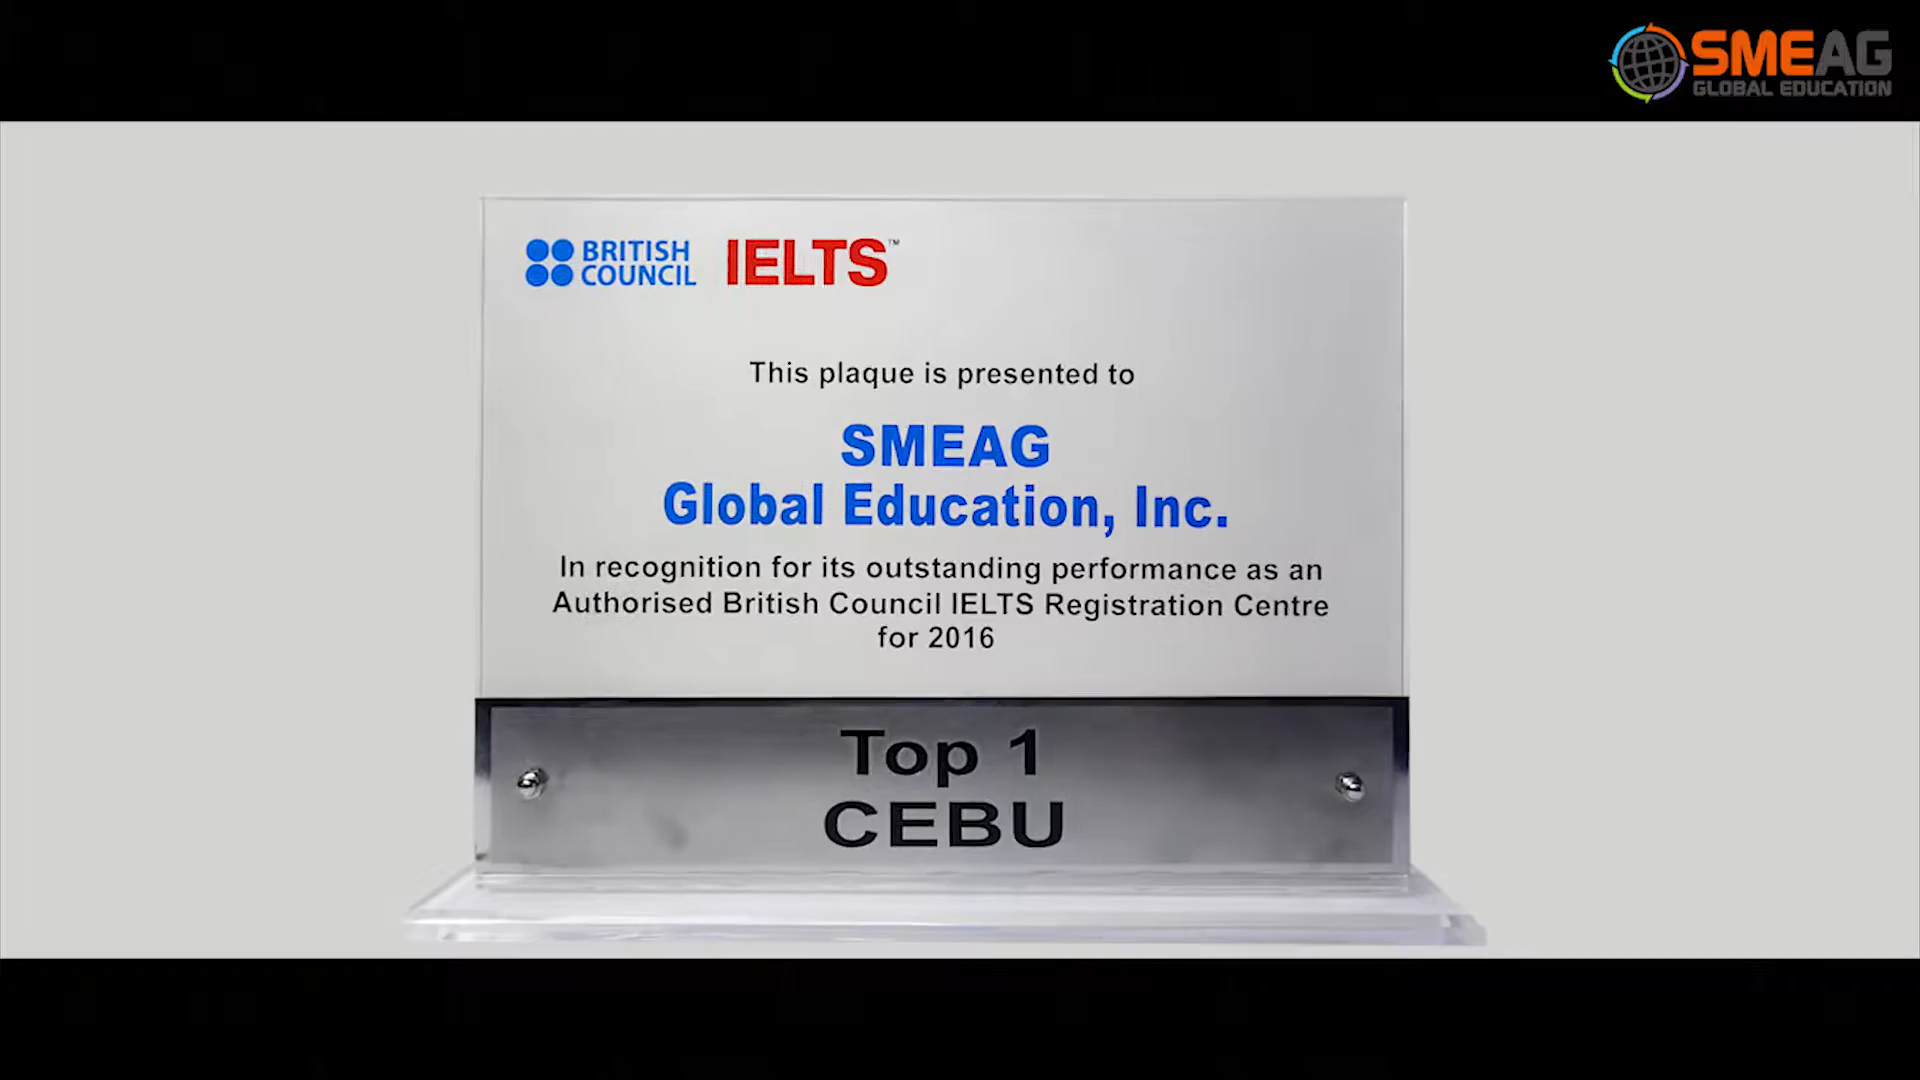 SMEAG
GLOBAL EDUCATION
BRITISH
COUNCIL
IELTS™
This plaque is presented to
SMEAG
Global Education, Inc.
In recognition for its outstanding performance as an
Authorised British Council IELTS Registration Centre
for 2016
Top 1
CEBU